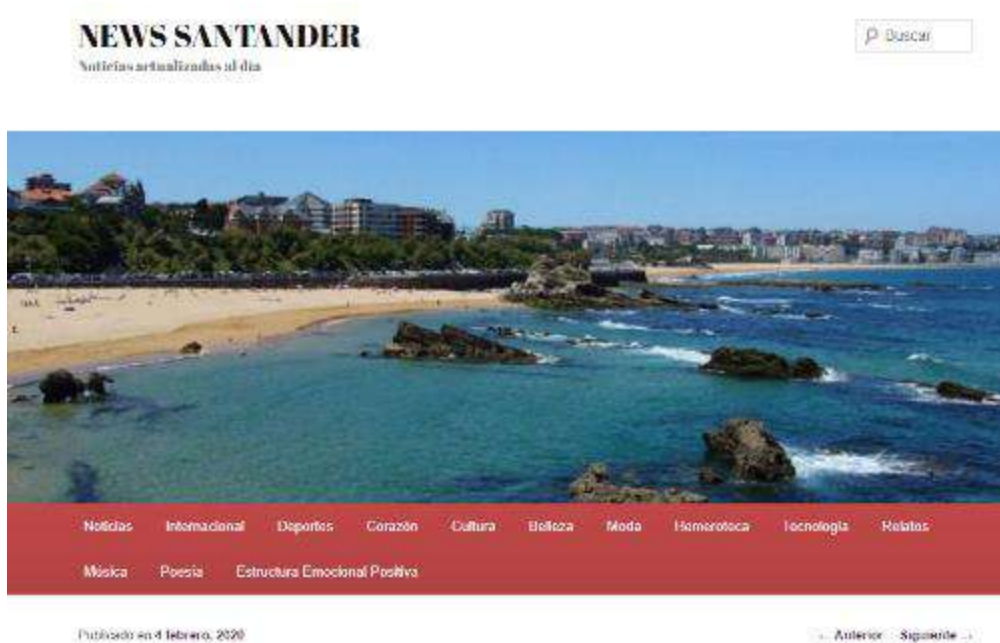 NEWS SANTANDER
Noticias actualizadas al día
Buscar
Noticias Internacional Deportes Corazón Cultura Belleza Moda Hemeroteca Tecnología Relatos
Música Poesía Estructura Emocional Positiva
Publicado en 4 febrero, 2020
← Anterior Siguiente →